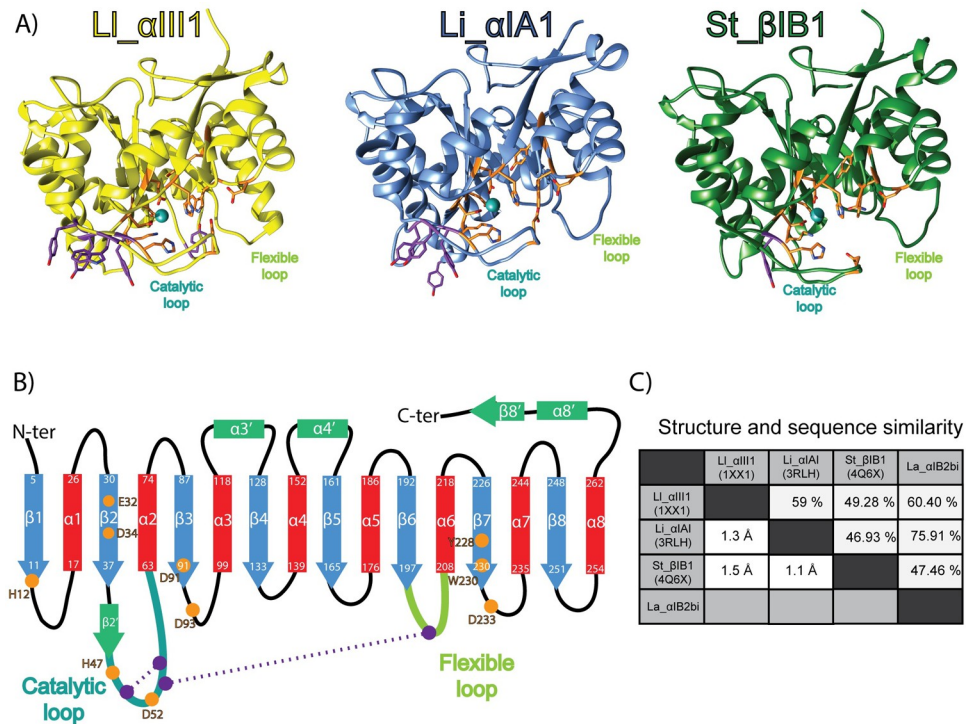 A)
Ll_αIII1
Li_αIA1
St_βIB1
Catalytic
loop
Flexible
loop
Catalytic
loop
Flexible
loop
Catalytic
loop
Flexible
loop
B)
N-ter
C-ter
β8'
α8'
α3'
α4'
5
26
30
74
87
118
128
152
161
186
192
218
226
244
248
262
β1
α1
β2
α2
β3
α3
β4
α4
β5
α5
β6
α6
β7
α7
β8
α8
E32
D34
Y228
11
17
37
63
D91
91
99
133
139
165
176
197
208
W230
230
235
251
254
H12
D93
D233
β2'
H47
D52
Catalytic
loop
Flexible
loop
C)
Structure and sequence similarity
Ll_αIII1
(1XX1)
Li_αIAI
(3RLH)
St_βIB1
(4Q6X)
La_αIB2bi
Ll_αIII1
(1XX1)
59 %
49.28 %
60.40 %
Li_αIAI
(3RLH)
1.3 Å
46.93 %
75.91 %
St_βIB1
(4Q6X)
1.5 Å
1.1 Å
47.46 %
La_αIB2bi